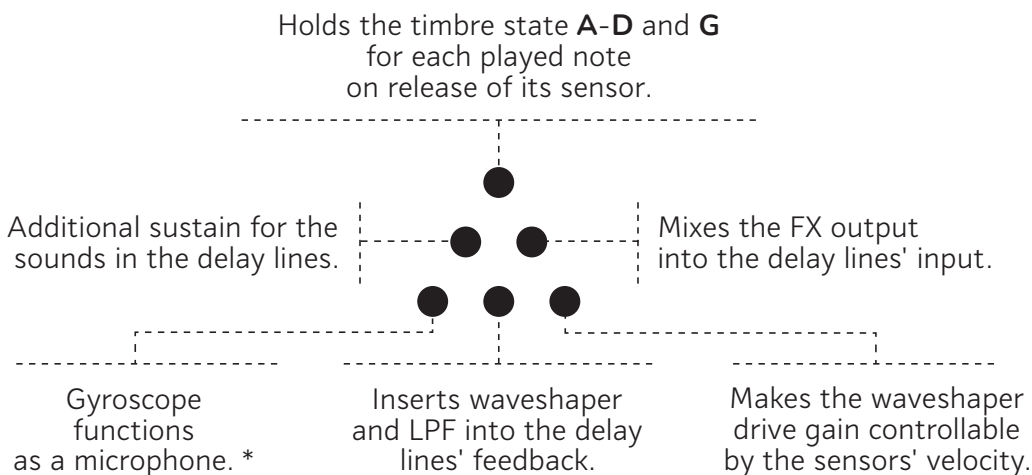 Holds the timbre state A-D and G
for each played note
on release of its sensor.
Additional sustain for the
sounds in the delay lines.
Mixes the FX output
into the delay lines' input.
Gyroscope
functions
as a microphone. *
Inserts waveshaper
and LPF into the delay
lines' feedback.
Makes the waveshaper
drive gain controllable
by the sensors' velocity.